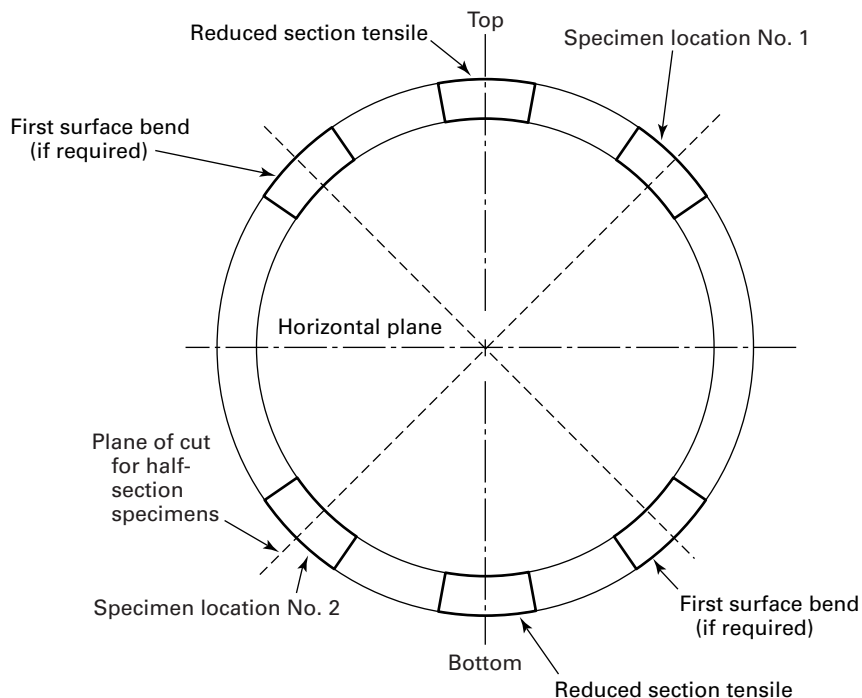 Top
Reduced section tensile
Specimen location No. 1
First surface bend
(if required)
Horizontal plane
Plane of cut
for half-
section
specimens
Specimen location No. 2
First surface bend
(if required)
Bottom
Reduced section tensile